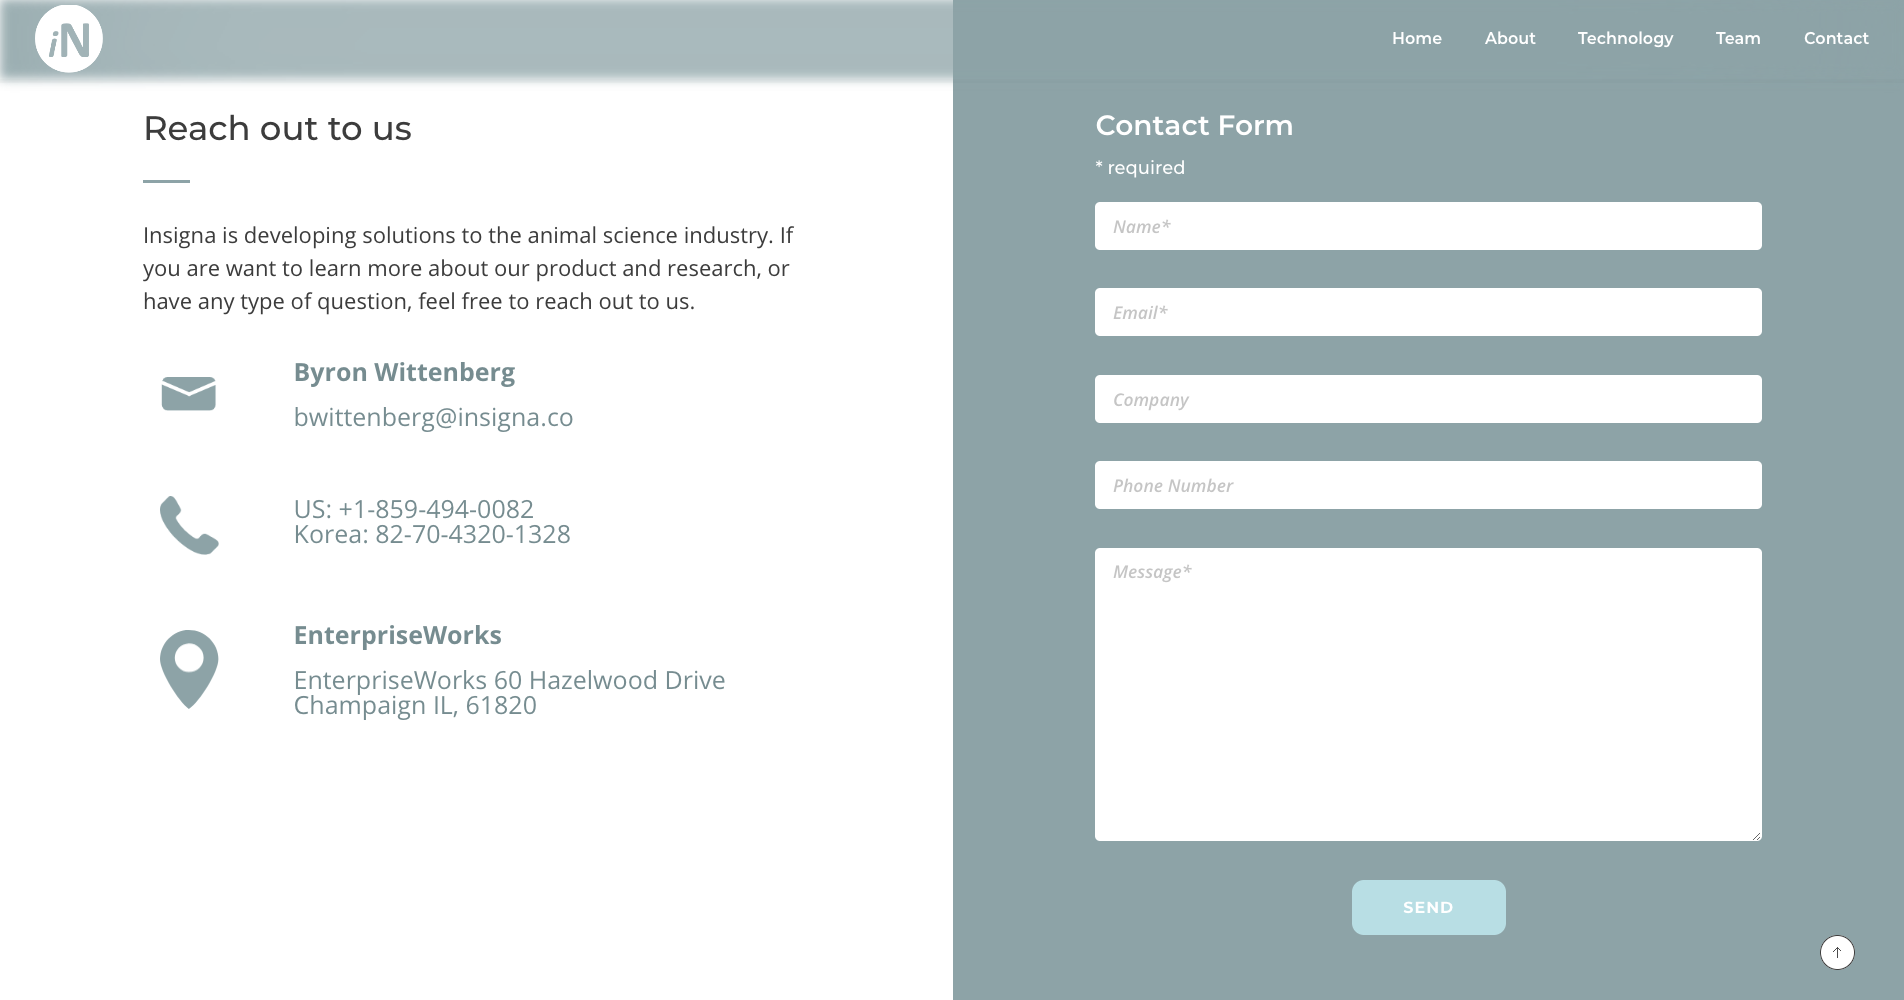 iN
Home
About
Technology
Team
Contact
Reach out to us
Insigna is developing solutions to the animal science industry. If
you are want to learn more about our product and research, or
have any type of question, feel free to reach out to us.
Byron Wittenberg
bwittenberg@insigna.co
US: +1-859-494-0082
Korea: 82-70-4320-1328
EnterpriseWorks
EnterpriseWorks 60 Hazelwood Drive
Champaign IL, 61820
Contact Form
* required
Name*
Email*
Company
Phone Number
Message*
SEND